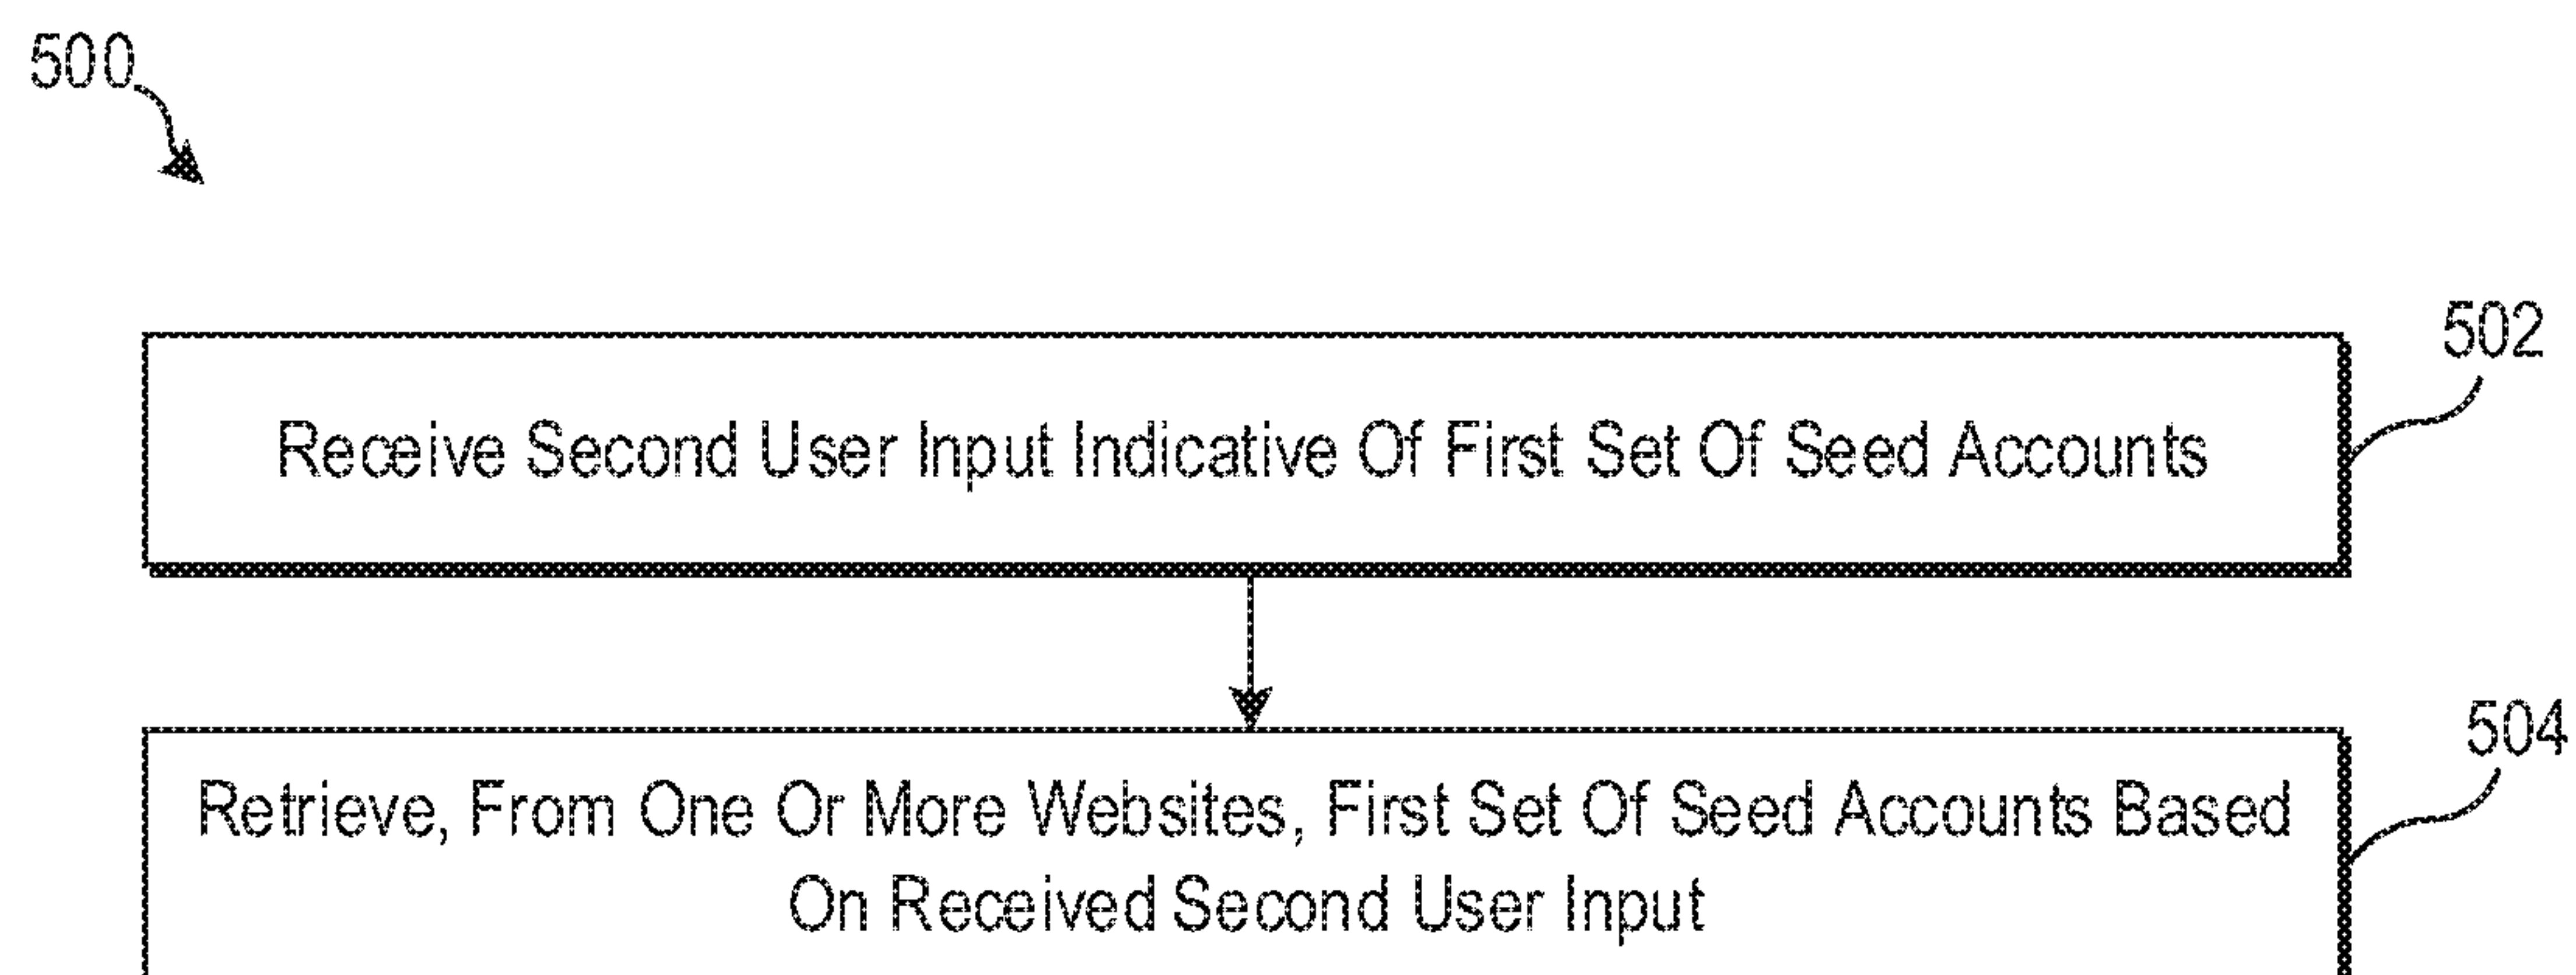 500
502
Receive Second User Input Indicative Of First Set Of Seed Accounts
504
Retrieve, From One Or More Websites, First Set Of Seed Accounts Based
On Received Second User Input